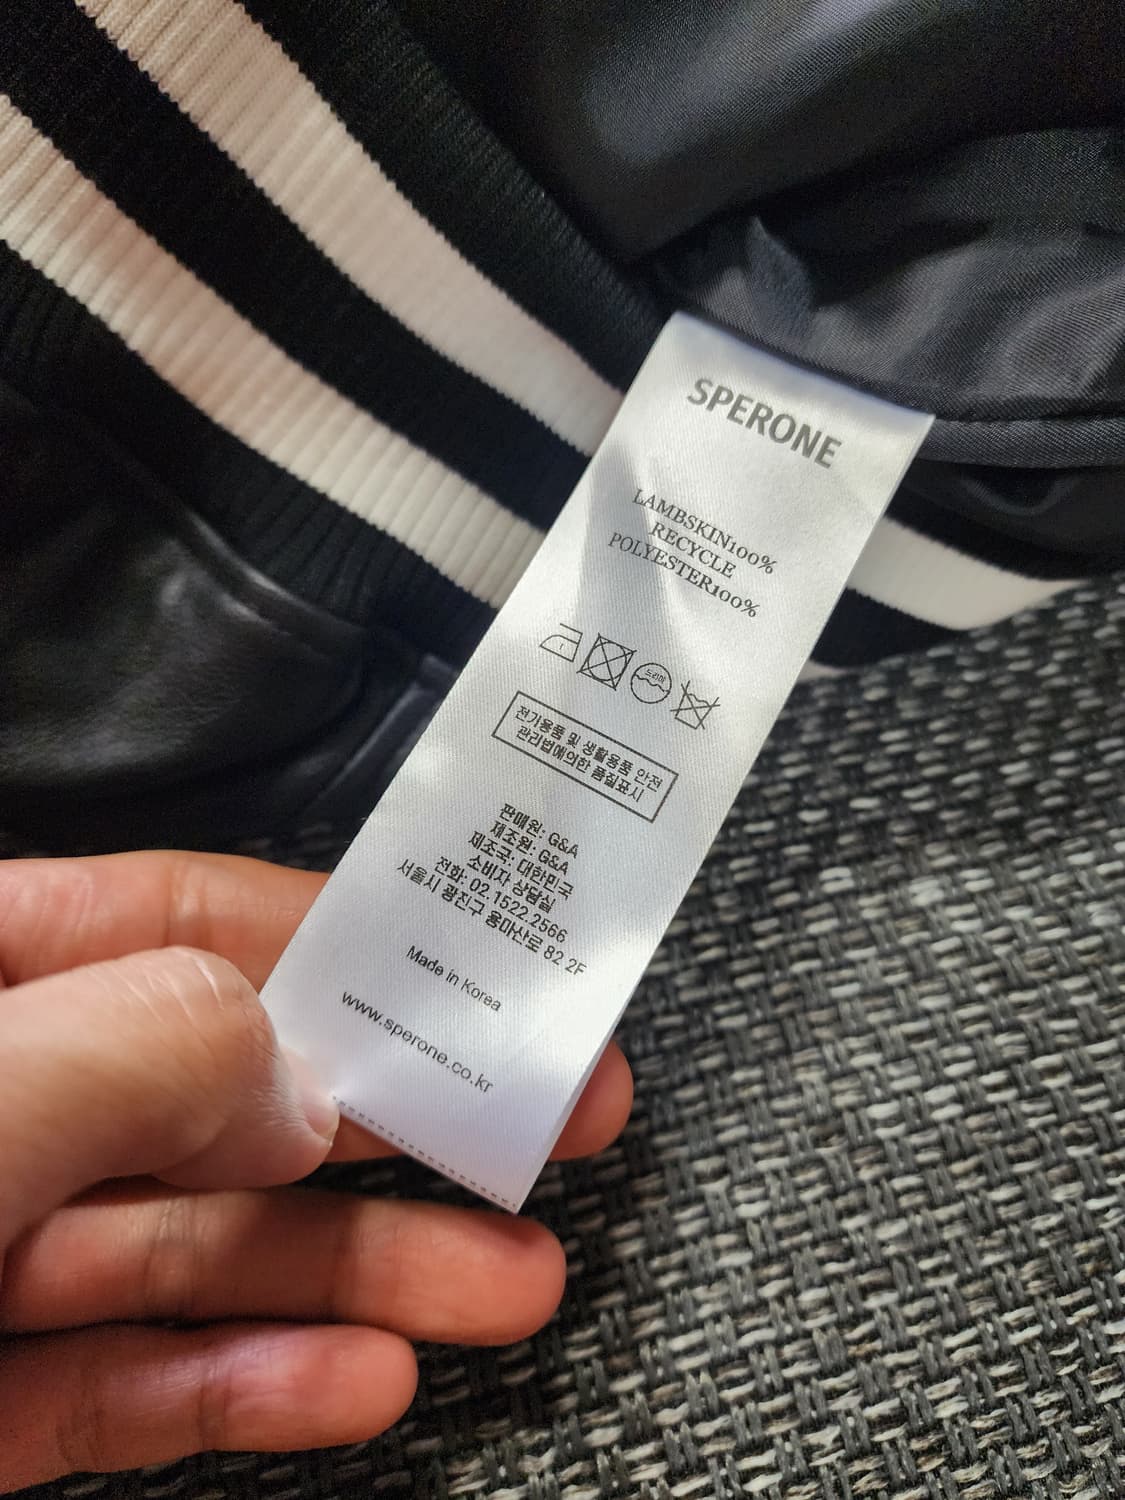 SPERONE
LAMBSKIN100%
RECYCLE
POLYESTER100%
드라이
전기용품 및 생활용품 안전
관리법에의한 품질표시
판매원: G&A
제조원: G&A
제조국: 대한민국
소비자 상담실
전화: 02.1522.2566
서울시 광진구 용마산로 82 2F
Made in Korea
www.sperone.co.kr